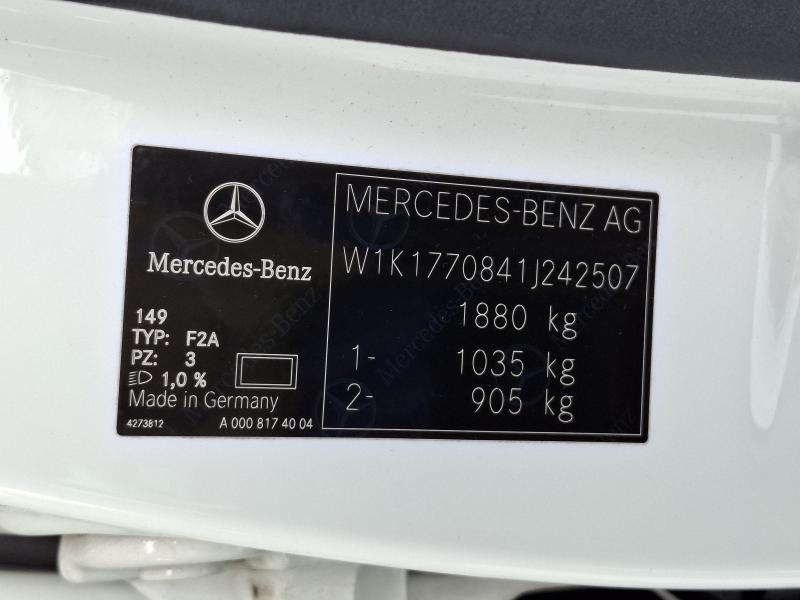 Mercedes-Benz
149
TYP: F2A
PZ: 3
1,0 %
Made in Germany
4273812 A 000 817 40 04
MERCEDES-BENZ AG
W1K1770841J242507
1880 kg
1- 1035 kg
2- 905 kg